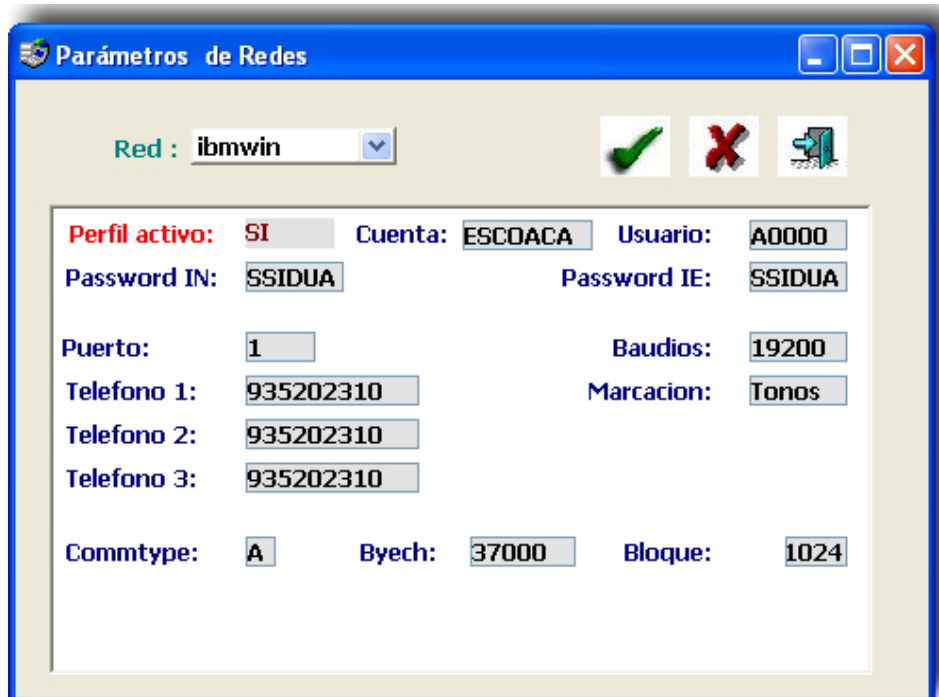 Parámetros de Redes
Red : ibmwin
Perfil activo: SI Cuenta: ESCOACA Usuario: A0000
Password IN: SSIDUA Password IE: SSIDUA
Puerto: 1 Baudios: 19200
Telefono 1: 935202310 Marcacion: Tonos
Telefono 2: 935202310
Telefono 3: 935202310
Commtype: A Byech: 37000 Bloque: 1024